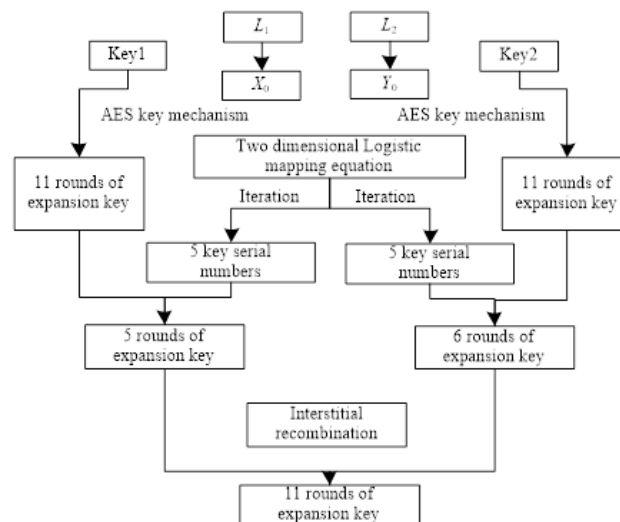 Key1
L₁
L₂
Key2
X₀
Y₀
AES key mechanism
AES key mechanism
Two dimensional Logistic
mapping equation
11 rounds of
expansion key
11 rounds of
expansion key
Iteration
Iteration
5 key serial
numbers
5 key serial
numbers
5 rounds of
expansion key
6 rounds of
expansion key
Interstitial
recombination
11 rounds of
expansion key